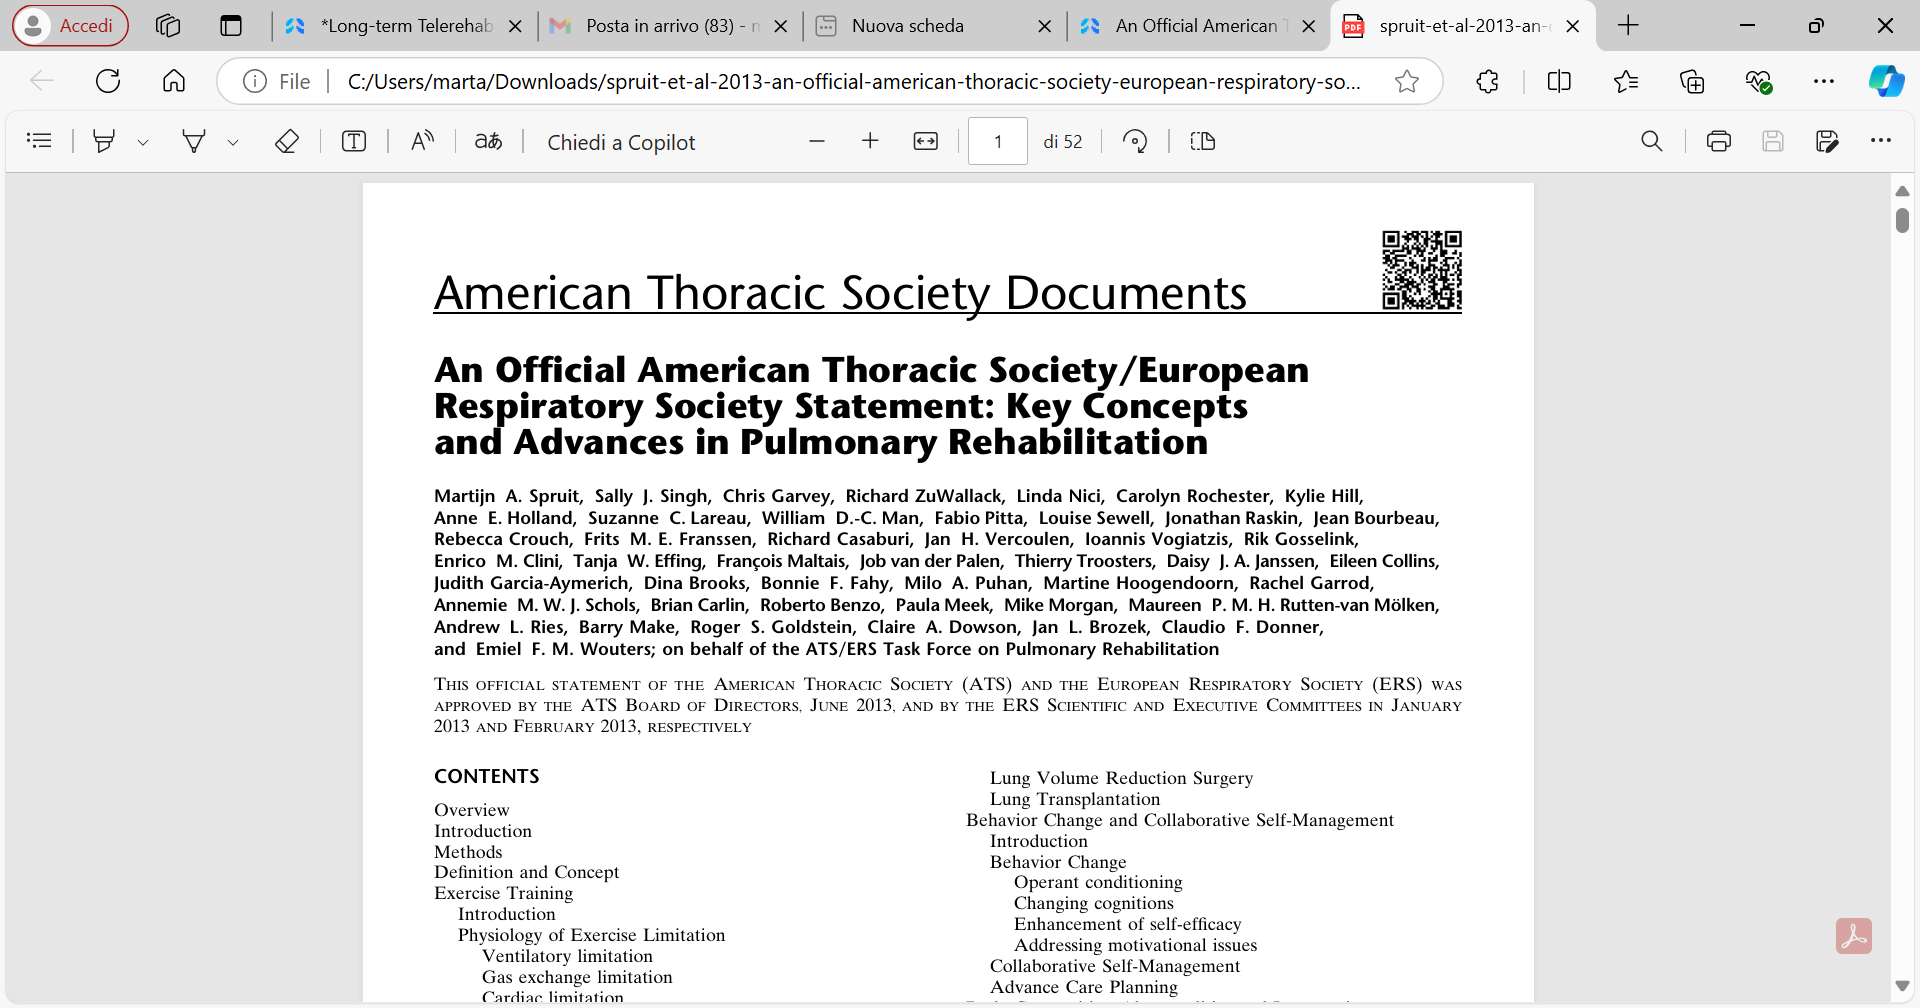 Accedi
*Long-term Telerehab
Posta in arrivo (83) - n
Nuova scheda
An Official American T
spruit-et-al-2013-an-
File
C:/Users/marta/Downloads/spruit-et-al-2013-an-official-american-thoracic-society-european-respiratory-so...
Chiedi a Copilot
1
di 52
American Thoracic Society Documents
An Official American Thoracic Society/European
Respiratory Society Statement: Key Concepts
and Advances in Pulmonary Rehabilitation
Martijn A. Spruit, Sally J. Singh, Chris Garvey, Richard ZuWallack, Linda Nici, Carolyn Rochester, Kylie Hill,
Anne E. Holland, Suzanne C. Lareau, William D.-C. Man, Fabio Pitta, Louise Sewell, Jonathan Raskin, Jean Bourbeau,
Rebecca Crouch, Frits M. E. Franssen, Richard Casaburi, Jan H. Vercoulen, Ioannis Vogiatzis, Rik Gosselink,
Enrico M. Clini, Tanja W. Effing, François Maltais, Job van der Palen, Thierry Troosters, Daisy J. A. Janssen, Eileen Collins,
Judith Garcia-Aymerich, Dina Brooks, Bonnie F. Fahy, Milo A. Puhan, Martine Hoogendoorn, Rachel Garrod,
Annemie M. W. J. Schols, Brian Carlin, Roberto Benzo, Paula Meek, Mike Morgan, Maureen P. M. H. Rutten-van Mölken,
Andrew L. Ries, Barry Make, Roger S. Goldstein, Claire A. Dowson, Jan L. Brozek, Claudio F. Donner,
and Emiel F. M. Wouters; on behalf of the ATS/ERS Task Force on Pulmonary Rehabilitation
THIS OFFICIAL STATEMENT OF THE AMERICAN THORACIC SOCIETY (ATS) AND THE EUROPEAN RESPIRATORY SOCIETY (ERS) WAS
APPROVED BY THE ATS BOARD OF DIRECTORS, JUNE 2013, AND BY THE ERS SCIENTIFIC AND EXECUTIVE COMMITTEES IN JANUARY
2013 AND FEBRUARY 2013, RESPECTIVELY
CONTENTS
Overview
Introduction
Methods
Definition and Concept
Exercise Training
Introduction
Physiology of Exercise Limitation
Ventilatory limitation
Gas exchange limitation
Cardiac limitation
Lung Volume Reduction Surgery
Lung Transplantation
Behavior Change and Collaborative Self-Management
Introduction
Behavior Change
Operant conditioning
Changing cognitions
Enhancement of self-efficacy
Addressing motivational issues
Collaborative Self-Management
Advance Care Planning